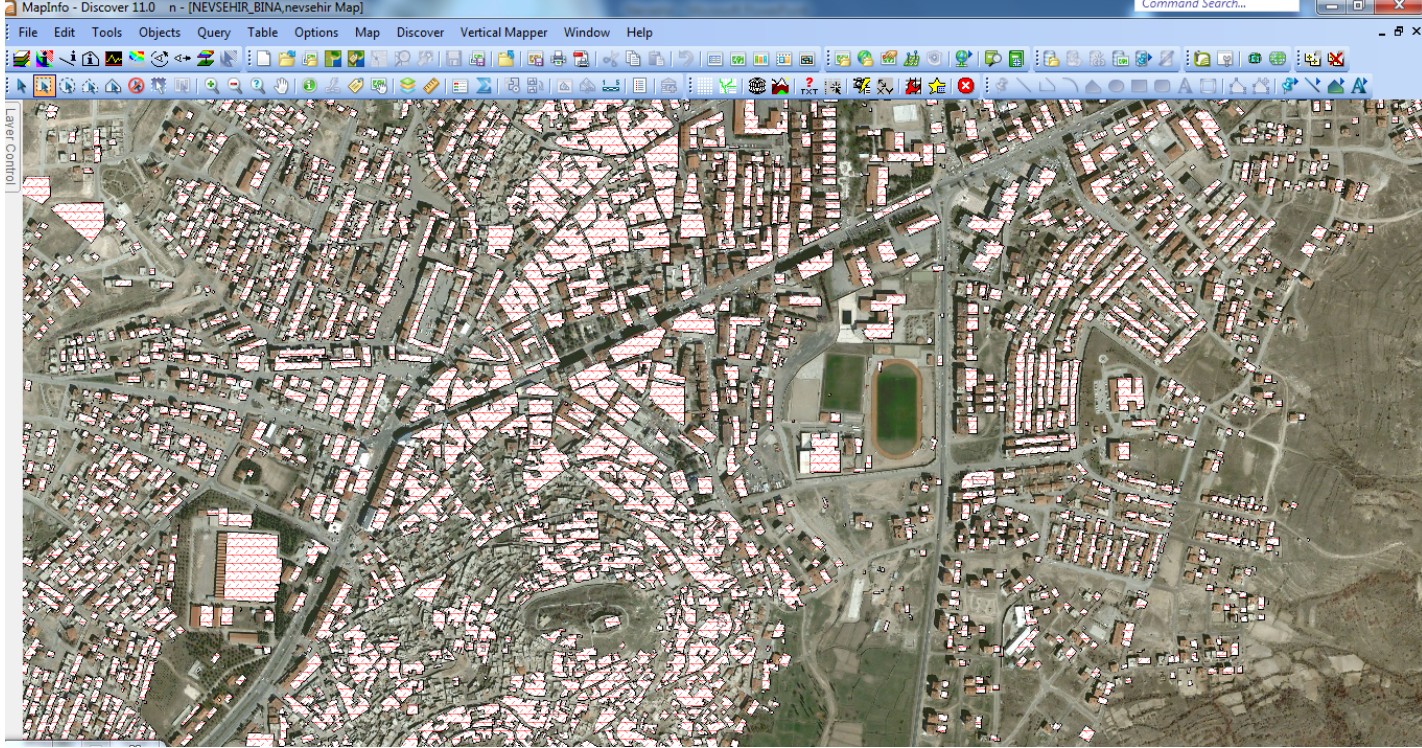 MapInfo - Discover 11.0 n - [NEVSEHIR_BINA,nevsehir Map]
Command Search...
File Edit Tools Objects Query Table Options Map Discover Vertical Mapper Window Help
Layer Control